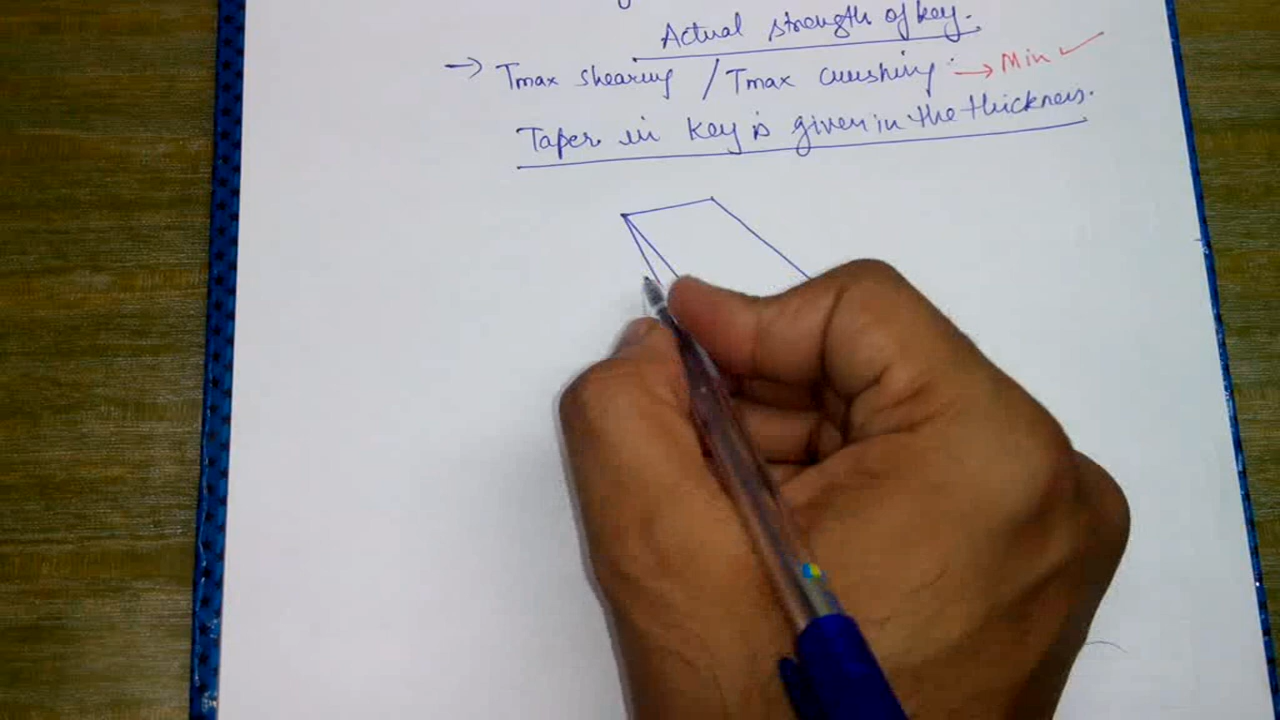 Actual strength of key.
→ Tmax shearing / Tmax crushing → Min ✓
Taper in key is given in the thickness.